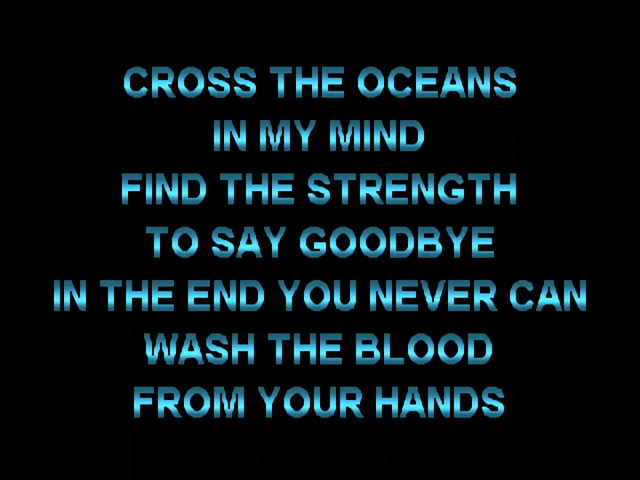 CROSS THE OCEANS
IN MY MIND
FIND THE STRENGTH
TO SAY GOODBYE
IN THE END YOU NEVER CAN
WASH THE BLOOD
FROM YOUR HANDS